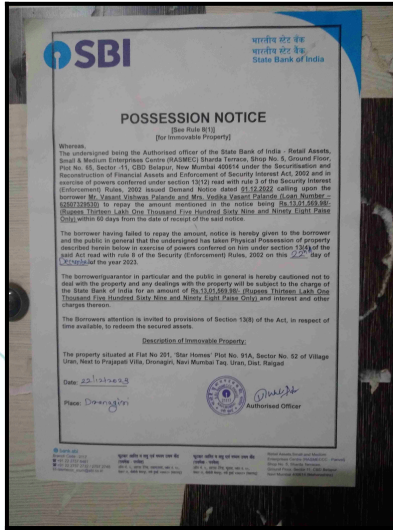 SBI
भारतीय स्टेट बैंक
भारतीय स्टेट बँक
State Bank of India
POSSESSION NOTICE
[See Rule 8(1)]
[for Immovable Property]
Whereas,
The undersigned being the Authorised officer of the State Bank of India - Retail Assets,
Small & Medium Enterprises Centre (RASMEC) Sharda Terrace, Shop No. 5, Ground Floor,
Plot No. 65, Sector -11, CBD Belapur, New Mumbai 400614 under the Securitisation and
Reconstruction of Financial Assets and Enforcement of Security Interest Act, 2002 and in
exercise of powers conferred under section 13(12) read with rule 3 of the Security Interest
(Enforcement) Rules, 2002 issued Demand Notice dated 01.12.2022 calling upon the
borrower Mr. Vasant Vishwas Palande and Mrs. Vedika Vasant Palande (Loan Number –
62507329530) to repay the amount mentioned in the notice being Rs.13,01,569.98/-
(Rupees Thirteen Lakh One Thousand Five Hundred Sixty Nine and Ninety Eight Paise
Only) within 60 days from the date of receipt of the said notice.
The borrower having failed to repay the amount, notice is hereby given to the borrower
and the public in general that the undersigned has taken Physical Possession of property
described herein below in exercise of powers conferred on him under section 13(4) of the
said Act read with rule 8 of the Security (Enforcement) Rules, 2002 on this 22nd day of
December of the year 2023.
The borrower/guarantor in particular and the public in general is hereby cautioned not to
deal with the property and any dealings with the property will be subject to the charge of
the State Bank of India for an amount of Rs.13,01,569.98/- (Rupees Thirteen Lakh One
Thousand Five Hundred Sixty Nine and Ninety Eight Paise Only) and interest and other
charges thereon.
The Borrowers attention is invited to provisions of Section 13(8) of the Act, in respect of
time available, to redeem the secured assets.
Description of Immovable Property:
The property situated at Flat No 201, 'Star Homes' Plot No. 91A, Sector No. 52 of Village
Uran, Next to Prajapati Villa, Dronagiri, Navi Mumbai Taq. Uran, Dist. Raigad
Date: 22/12/2023
Place: Dronagiri
Authorised Officer